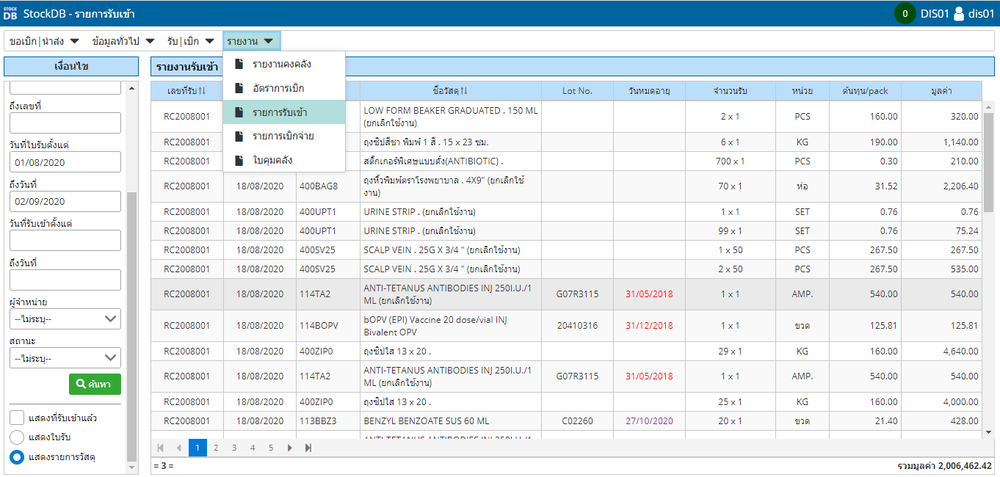 STOCK DB StockDB - รายการรับเข้า 0 DIS01 dis01
ขอเบิก|นำส่ง ข้อมูลทั่วไป รับ|เบิก รายงาน
รายงานคงคลัง
อัตราการเบิก
รายการรับเข้า
รายการเบิกจ่าย
ใบคุมคลัง
เงื่อนไข
ถึงเลขที่
วันที่ใบรับตั้งแต่
01/08/2020
ถึงวันที่
02/09/2020
วันที่รับเข้าตั้งแต่
ถึงวันที่
ผู้จำหน่าย
--ไม่ระบุ--
สถานะ
--ไม่ระบุ--
ค้นหา
แสดงที่รับเข้าแล้ว
แสดงใบรับ
แสดงรายการวัสดุ
รายงานรับเข้า
เลขที่รับ ชื่อวัสดุ Lot No. วันหมดอายุ จำนวนรับ หน่วย ต้นทุน/pack มูลค่า
RC2008001 LOW FORM BEAKER GRADUATED . 150 ML 2 x 1 PCS 160.00 320.00
(ยกเลิกใช้งาน)
RC2008001 ถุงซิปสีชา พิมพ์ 1 สี . 15 x 23 ซม. 6 x 1 KG 190.00 1,140.00
RC2008001 สติ๊กเกอร์พิเศษแบบตั้ง(ANTIBIOTIC) . 700 x 1 PCS 0.30 210.00
RC2008001 18/08/2020 400BAG8 ถุงหิ้วพิมพ์ตราโรงพยาบาล . 4X9" (ยกเลิกใช้ 70 x 1 ห่อ 31.52 2,206.40
งาน)
RC2008001 18/08/2020 400UPT1 URINE STRIP . (ยกเลิกใช้งาน) 1 x 1 SET 0.76 0.76
RC2008001 18/08/2020 400UPT1 URINE STRIP . (ยกเลิกใช้งาน) 99 x 1 SET 0.76 75.24
RC2008001 18/08/2020 400SV25 SCALP VEIN . 25G X 3/4 " (ยกเลิกใช้งาน) 1 x 50 PCS 267.50 267.50
RC2008001 18/08/2020 400SV25 SCALP VEIN . 25G X 3/4 " (ยกเลิกใช้งาน) 2 x 50 PCS 267.50 535.00
RC2008001 18/08/2020 114TA2 ANTI-TETANUS ANTIBODIES INJ 250I.U./1 G07R3115 31/05/2018 1 x 1 AMP. 540.00 540.00
ML (ยกเลิกใช้งาน)
RC2008001 18/08/2020 114BOPV bOPV (EPI) Vaccine 20 dose/vial INJ 20410316 31/12/2018 1 x 1 ขวด 125.81 125.81
Bivalent OPV
RC2008001 18/08/2020 400ZIP0 ถุงซิปใส 13 x 20 . 29 x 1 KG 160.00 4,640.00
RC2008001 18/08/2020 114TA2 ANTI-TETANUS ANTIBODIES INJ 250I.U./1 G07R3115 31/05/2018 1 x 1 AMP. 540.00 540.00
ML (ยกเลิกใช้งาน)
RC2008001 18/08/2020 400ZIP0 ถุงซิปใส 13 x 20 . 25 x 1 KG 160.00 4,000.00
RC2008001 18/08/2020 113BBZ3 BENZYL BENZOATE SUS 60 ML C02260 27/10/2020 20 x 1 ขวด 21.40 428.00
ANTI-TETANUS ANTIBODIES INJ 250I.U./1
1 2 3 4 5
= 3 = รวมมูลค่า 2,006,462.42